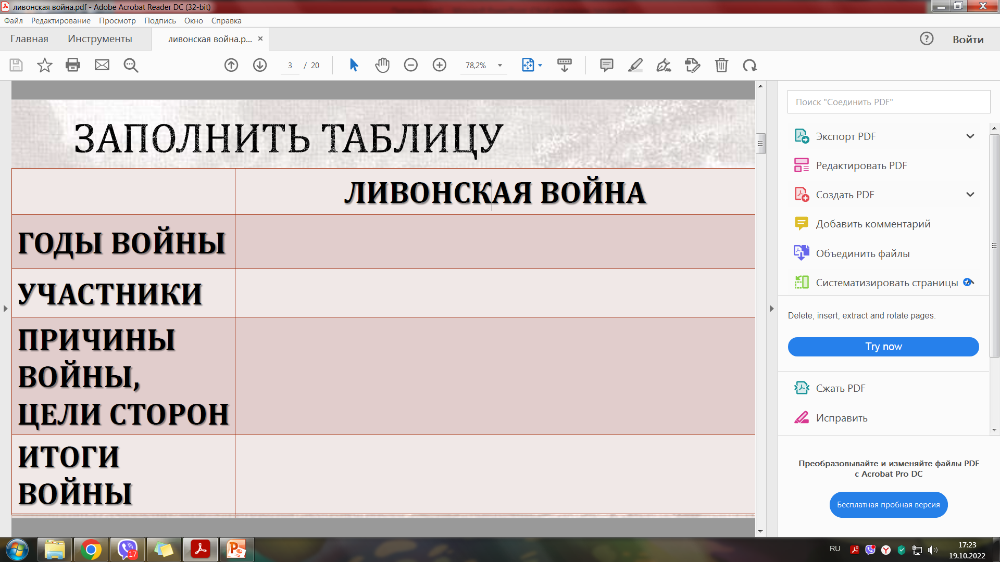 ливонская война.pdf - Adobe Acrobat Reader DC (32-bit)
Файл Редактирование Просмотр Подпись Окно Справка
Главная Инструменты ливонская война.p... × Войти
3 / 20 78,2%
ЗАПОЛНИТЬ ТАБЛИЦУ
ЛИВОНСКАЯ ВОЙНА
ГОДЫ ВОЙНЫ
УЧАСТНИКИ
ПРИЧИНЫ
ВОЙНЫ,
ЦЕЛИ СТОРОН
ИТОГИ
ВОЙНЫ
Поиск "Соединить PDF"
Экспорт PDF
Редактировать PDF
Создать PDF
Добавить комментарий
Объединить файлы
Систематизировать страницы
Delete, insert, extract and rotate pages.
Try now
Сжать PDF
Исправить
Преобразовывайте и изменяйте файлы PDF
с Acrobat Pro DC
Бесплатная пробная версия
17
RU
17:23
19.10.2022